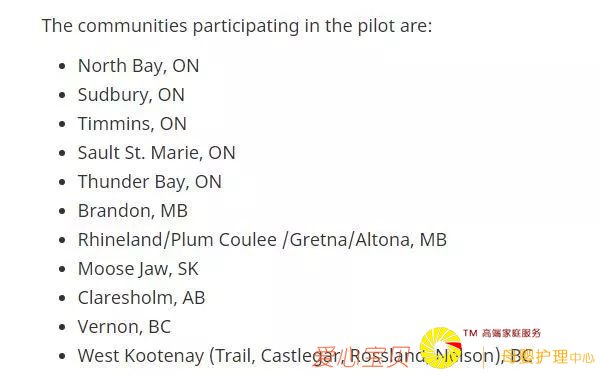 The communities participating in the pilot are:
• North Bay, ON
• Sudbury, ON
• Timmins, ON
• Sault St. Marie, ON
• Thunder Bay, ON
• Brandon, MB
• Rhineland/Plum Coulee /Gretna/Altona, MB
• Moose Jaw, SK
• Claresholm, AB
• Vernon, BC
• West Kootenay (Trail, Castlegar, Rossland, Nelson), BC
爱心宝贝
TM 高端家庭服务
母婴护理中心